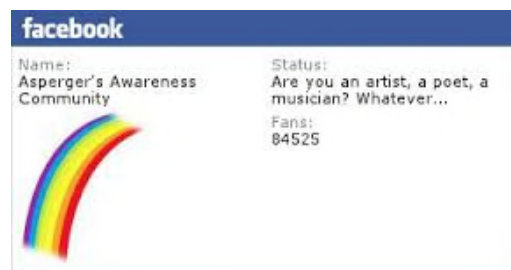 facebook
Name:
Asperger's Awareness
Community
Status:
Are you an artist, a poet, a
musician? Whatever...
Fans:
84525